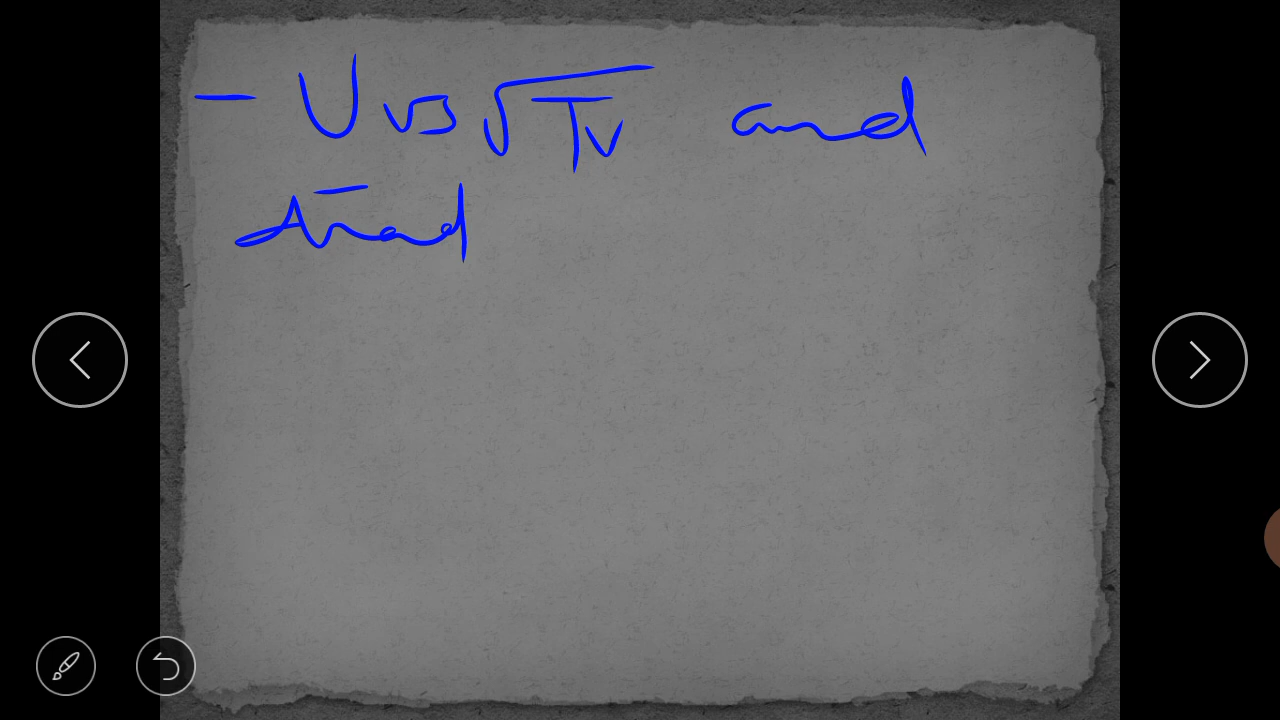 - U vs √Tv and